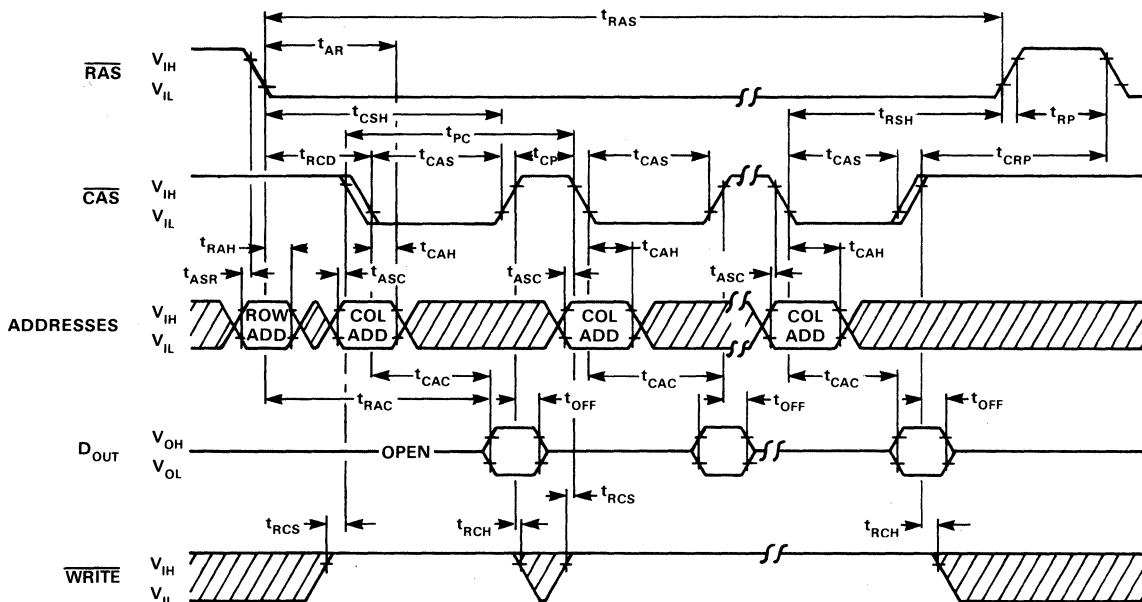 tRAS
tAR
RAS
VIH
VIL
tCSH
tRSH
tRP
tPC
tRCD
tCAS
tCP
tCAS
tCAS
tCRP
CAS
VIH
VIL
tRAH
tCAH
tCAH
tCAH
tASR
tASC
tASC
tASC
ADDRESSES
VIH
VIL
ROW ADD
COL ADD
COL ADD
COL ADD
tCAC
tCAC
tCAC
tRAC
tOFF
tOFF
tOFF
DOUT
VOH
VOL
OPEN
tRCS
tRCS
tRCH
tRCH
WRITE
VIH
VIL